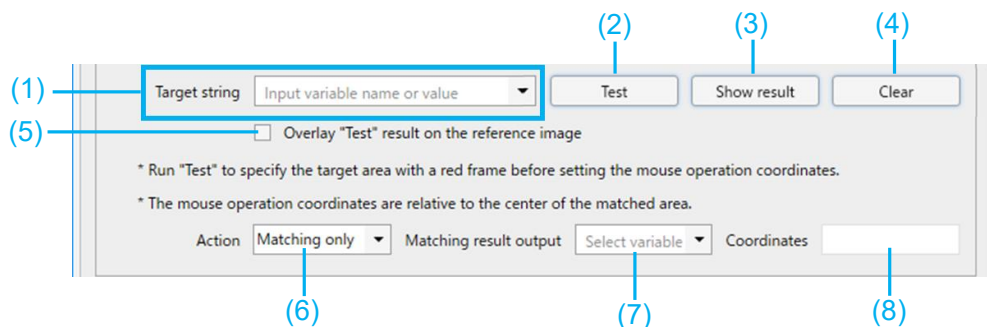 (2) (3) (4)
(1) Target string Input variable name or value Test Show result Clear
(5) Overlay "Test" result on the reference image
* Run "Test" to specify the target area with a red frame before setting the mouse operation coordinates.
* The mouse operation coordinates are relative to the center of the matched area.
Action Matching only Matching result output Select variable Coordinates
(6) (7) (8)